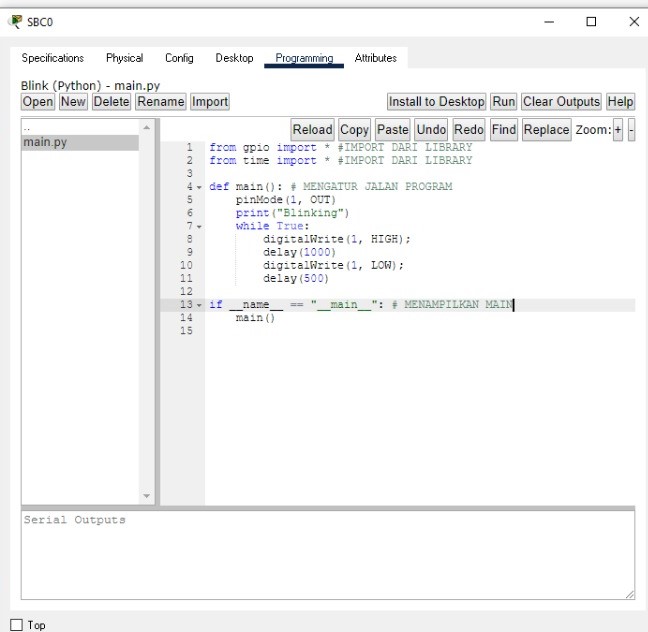 SBC0
Specifications Physical Config Desktop Programming Attributes
Blink (Python) - main.py
Open New Delete Rename Import Install to Desktop Run Clear Outputs Help
..
main.py
Reload Copy Paste Undo Redo Find Replace Zoom: + -
1 from gpio import * #IMPORT DARI LIBRARY
2 from time import * #IMPORT DARI LIBRARY
3
4 def main(): # MENGATUR JALAN PROGRAM
5     pinMode(1, OUT)
6     print("Blinking")
7     while True:
8         digitalWrite(1, HIGH);
9         delay(1000)
10         digitalWrite(1, LOW);
11         delay(500)
12
13 if __name__ == "__main__": # MENAMPILKAN MAIN
14     main()
15
Serial Outputs
Top